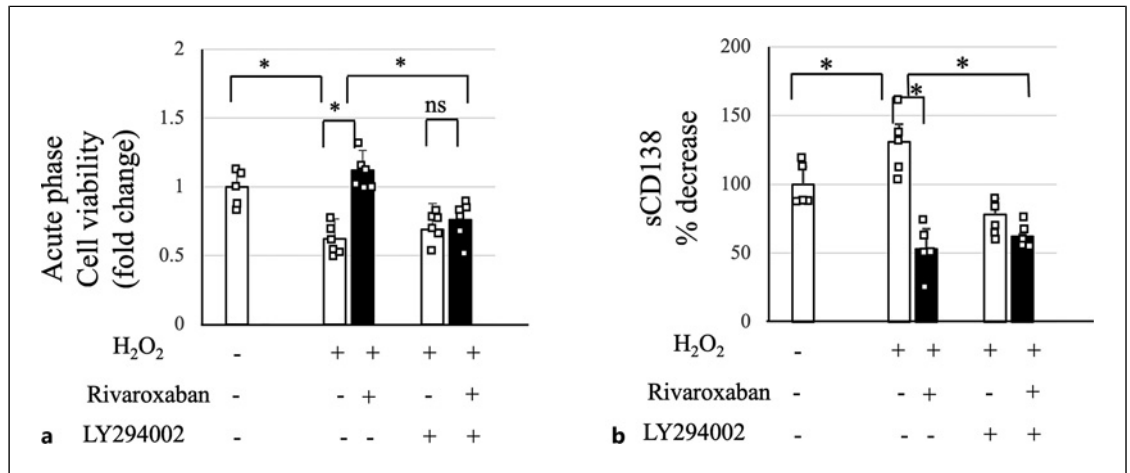 2
1.5
1
0.5
0
Acute phase
Cell viability
(fold change)
*
*
*
ns
H₂O₂ - + + + +
Rivaroxaban - - + - +
a LY294002 - - - + +
200
150
100
50
0
sCD138
% decrease
*
*
*
H₂O₂ - + + + +
Rivaroxaban - - + - +
b LY294002 - - - + +